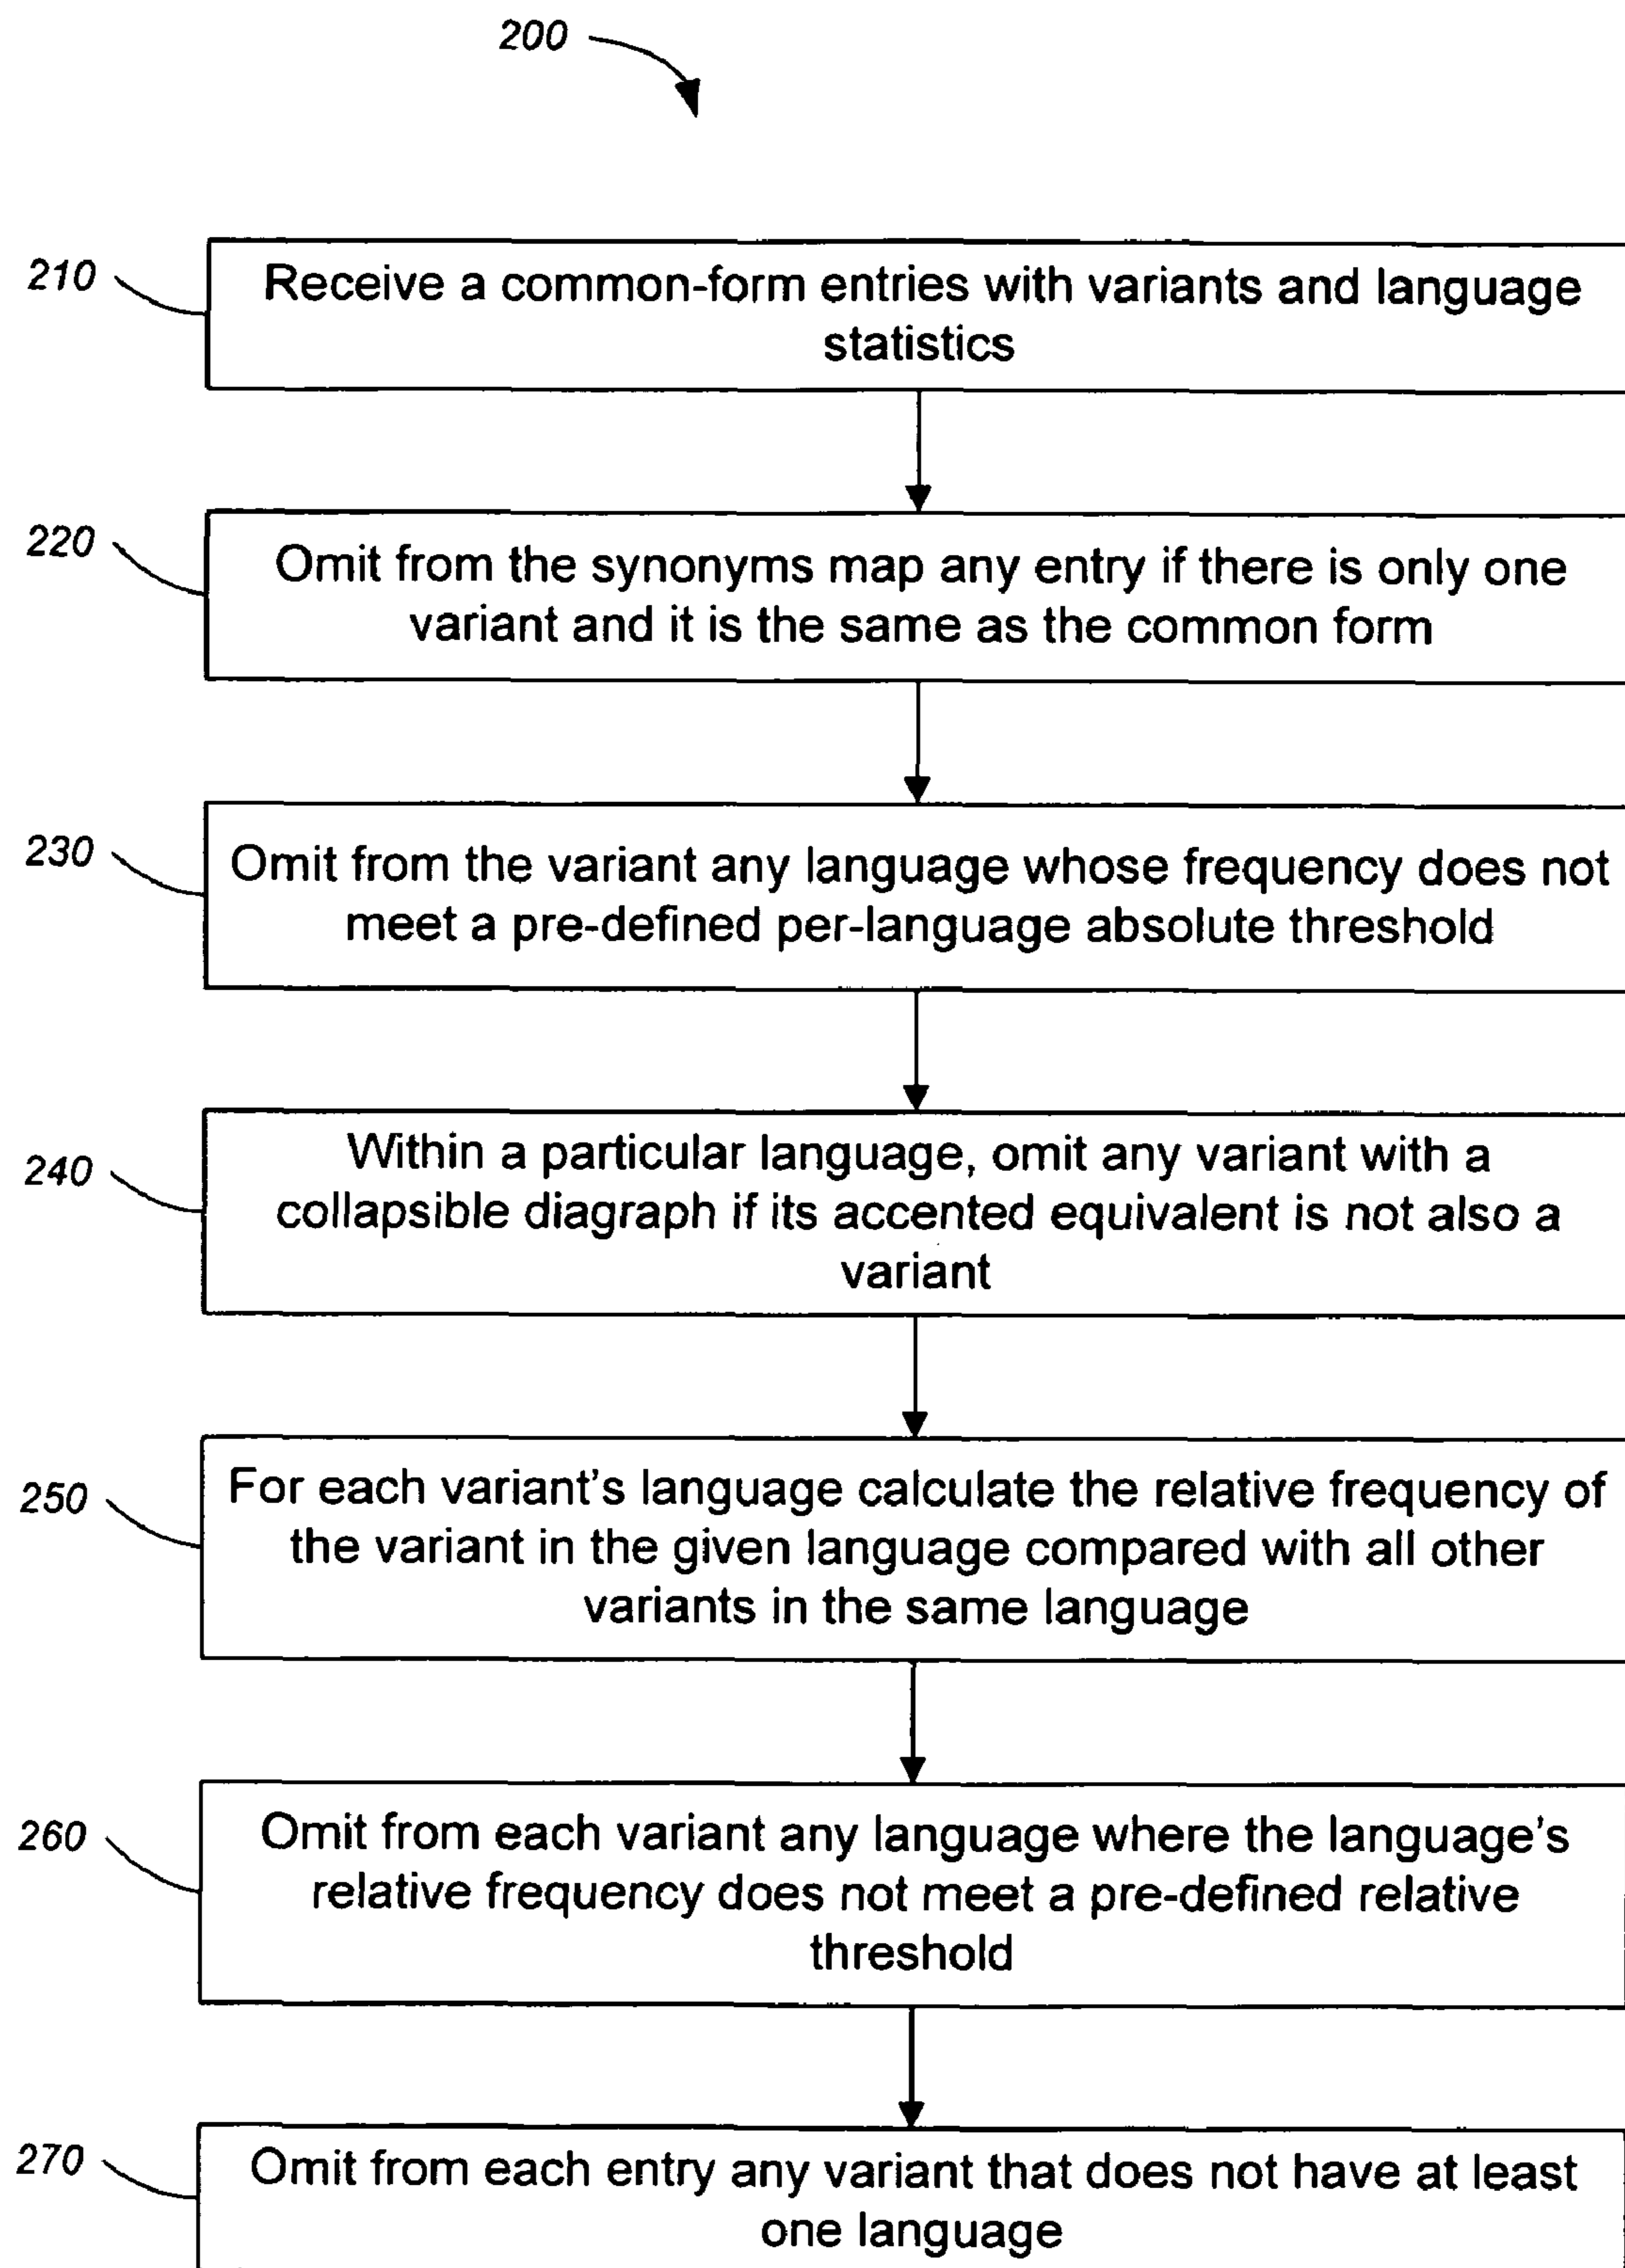 200
210
Receive a common-form entries with variants and language
statistics
220
Omit from the synonyms map any entry if there is only one
variant and it is the same as the common form
230
Omit from the variant any language whose frequency does not
meet a pre-defined per-language absolute threshold
240
Within a particular language, omit any variant with a
collapsible diagraph if its accented equivalent is not also a
variant
250
For each variant's language calculate the relative frequency of
the variant in the given language compared with all other
variants in the same language
260
Omit from each variant any language where the language's
relative frequency does not meet a pre-defined relative
threshold
270
Omit from each entry any variant that does not have at least
one language